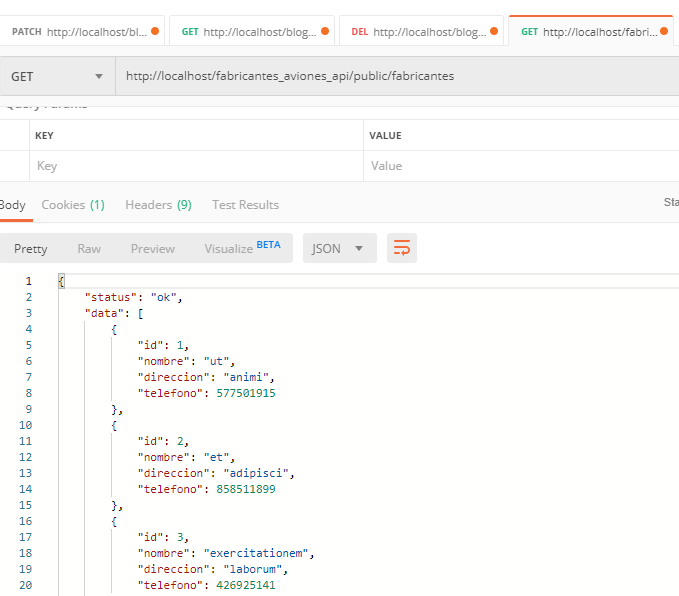 PATCH http://localhost/bl...
GET http://localhost/blog...
DEL http://localhost/blog...
GET http://localhost/fabri...
GET http://localhost/fabricantes_aviones_api/public/fabricantes
Query Params
KEY VALUE
Key Value
Body Cookies (1) Headers (9) Test Results Sta
Pretty Raw Preview Visualize BETA JSON
1 {
2 "status": "ok",
3 "data": [
4 {
5 "id": 1,
6 "nombre": "ut",
7 "direccion": "animi",
8 "telefono": 577501915
9 },
10 {
11 "id": 2,
12 "nombre": "et",
13 "direccion": "adipisci",
14 "telefono": 858511899
15 },
16 {
17 "id": 3,
18 "nombre": "exercitationem",
19 "direccion": "laborum",
20 "telefono": 426925141